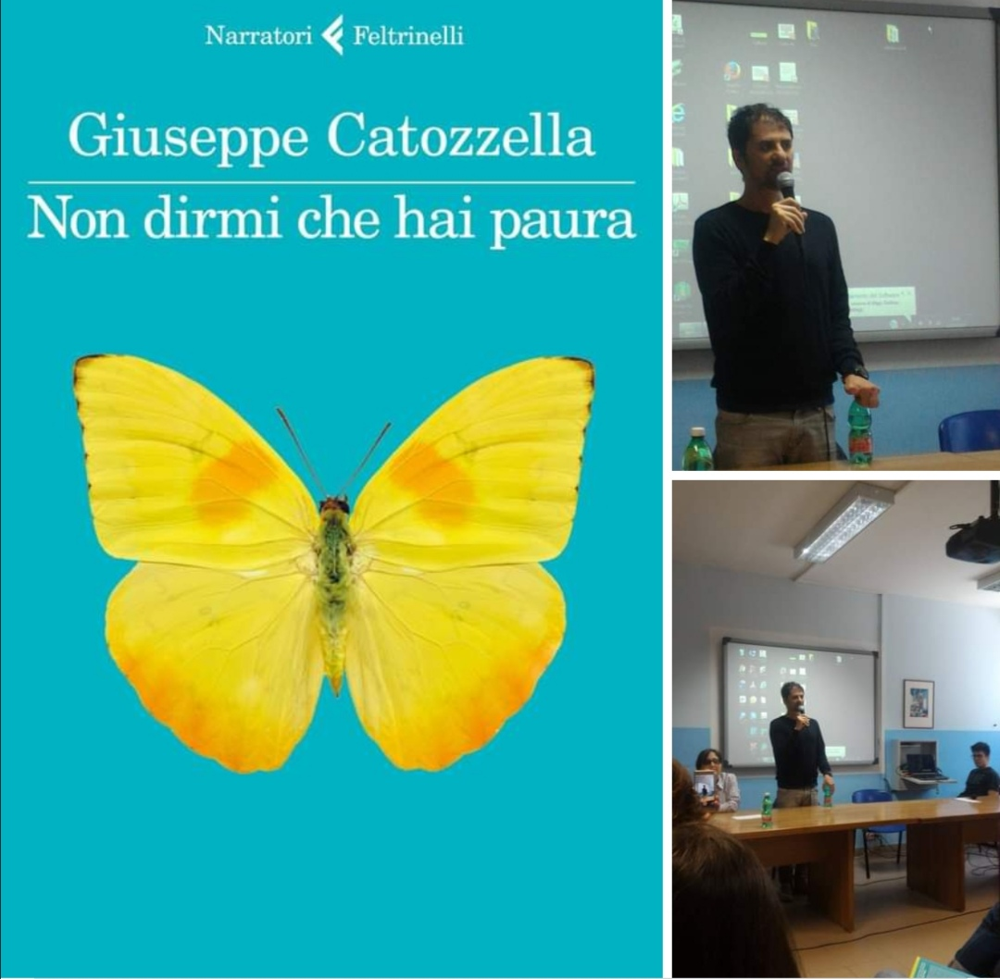 Narratori Feltrinelli
Giuseppe Catozzella
Non dirmi che hai paura